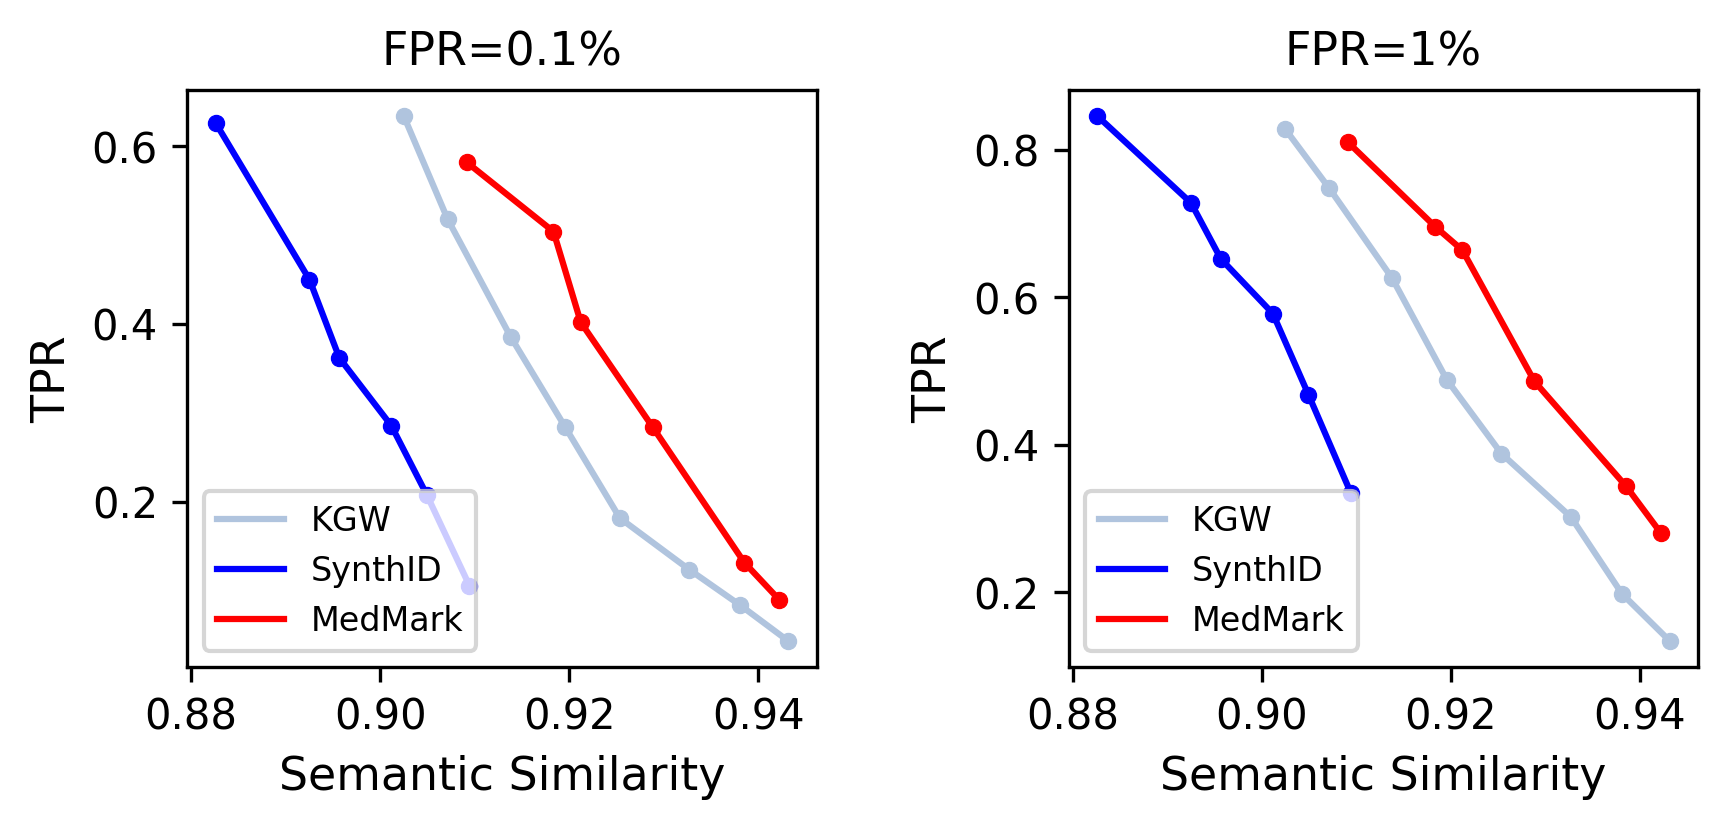 FPR=0.1%
TPR
0.6
0.4
0.2
KGW
SynthID
MedMark
0.88 0.90 0.92 0.94
Semantic Similarity
FPR=1%
TPR
0.8
0.6
0.4
0.2
KGW
SynthID
MedMark
0.88 0.90 0.92 0.94
Semantic Similarity